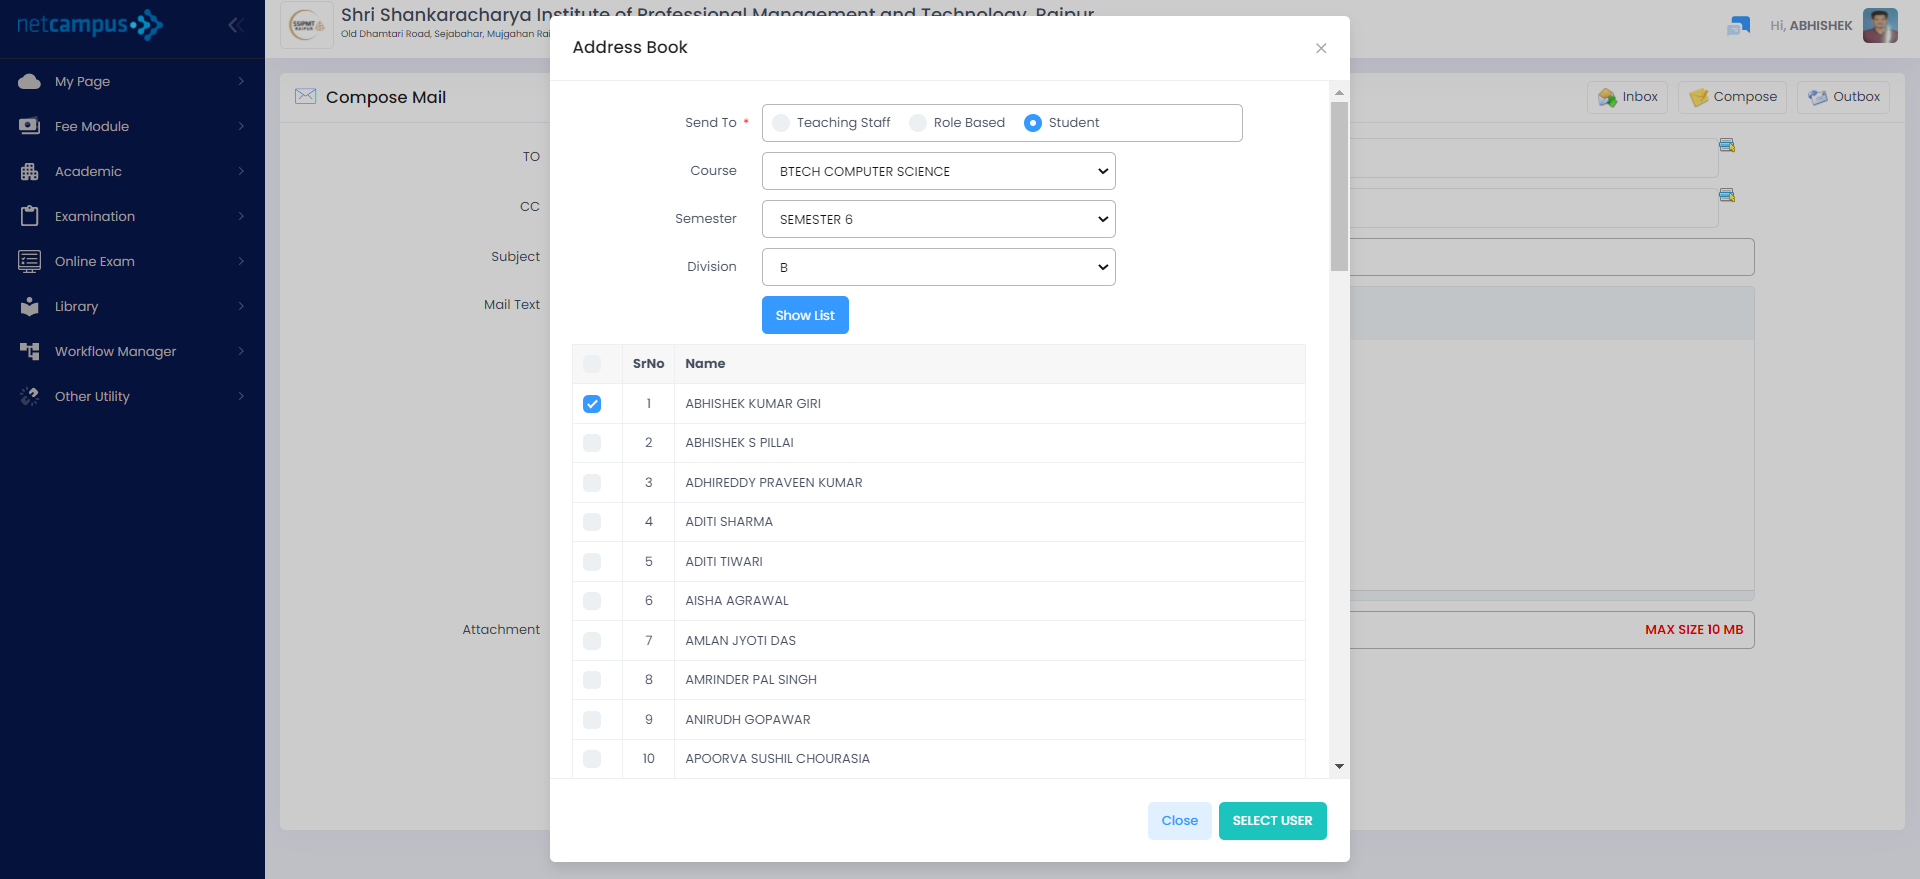 netcampus
My Page
Fee Module
Academic
Examination
Online Exam
Library
Workflow Manager
Other Utility
SSIPMT
RAIPUR
Shri Shankaracharya Institute of Professional Management and Technology, Raipur
Old Dhamtari Road, Sejabahar, Mujgahan Rai
Hi, ABHISHEK
Compose Mail
Inbox
Compose
Outbox
TO
CC
Subject
Mail Text
Attachment
MAX SIZE 10 MB
Address Book
×
Send To *
Teaching Staff
Role Based
Student
Course
BTECH COMPUTER SCIENCE
Semester
SEMESTER 6
Division
B
Show List
SrNo Name
1 ABHISHEK KUMAR GIRI
2 ABHISHEK S PILLAI
3 ADHIREDDY PRAVEEN KUMAR
4 ADITI SHARMA
5 ADITI TIWARI
6 AISHA AGRAWAL
7 AMLAN JYOTI DAS
8 AMRINDER PAL SINGH
9 ANIRUDH GOPAWAR
10 APOORVA SUSHIL CHOURASIA
Close
SELECT USER